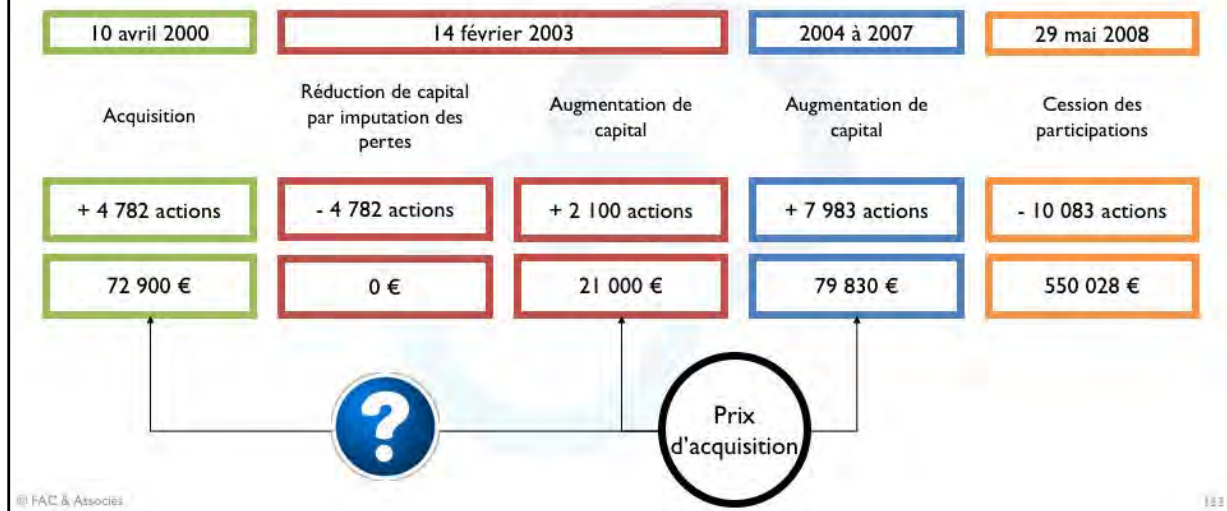 10 avril 2000
14 février 2003
2004 à 2007
29 mai 2008
Acquisition
Réduction de capital
par imputation des
pertes
Augmentation de
capital
Augmentation de
capital
Cession des
participations
+ 4 782 actions
- 4 782 actions
+ 2 100 actions
+ 7 983 actions
- 10 083 actions
72 900 €
0 €
21 000 €
79 830 €
550 028 €
?
Prix
d'acquisition
© FAC & Associés
133